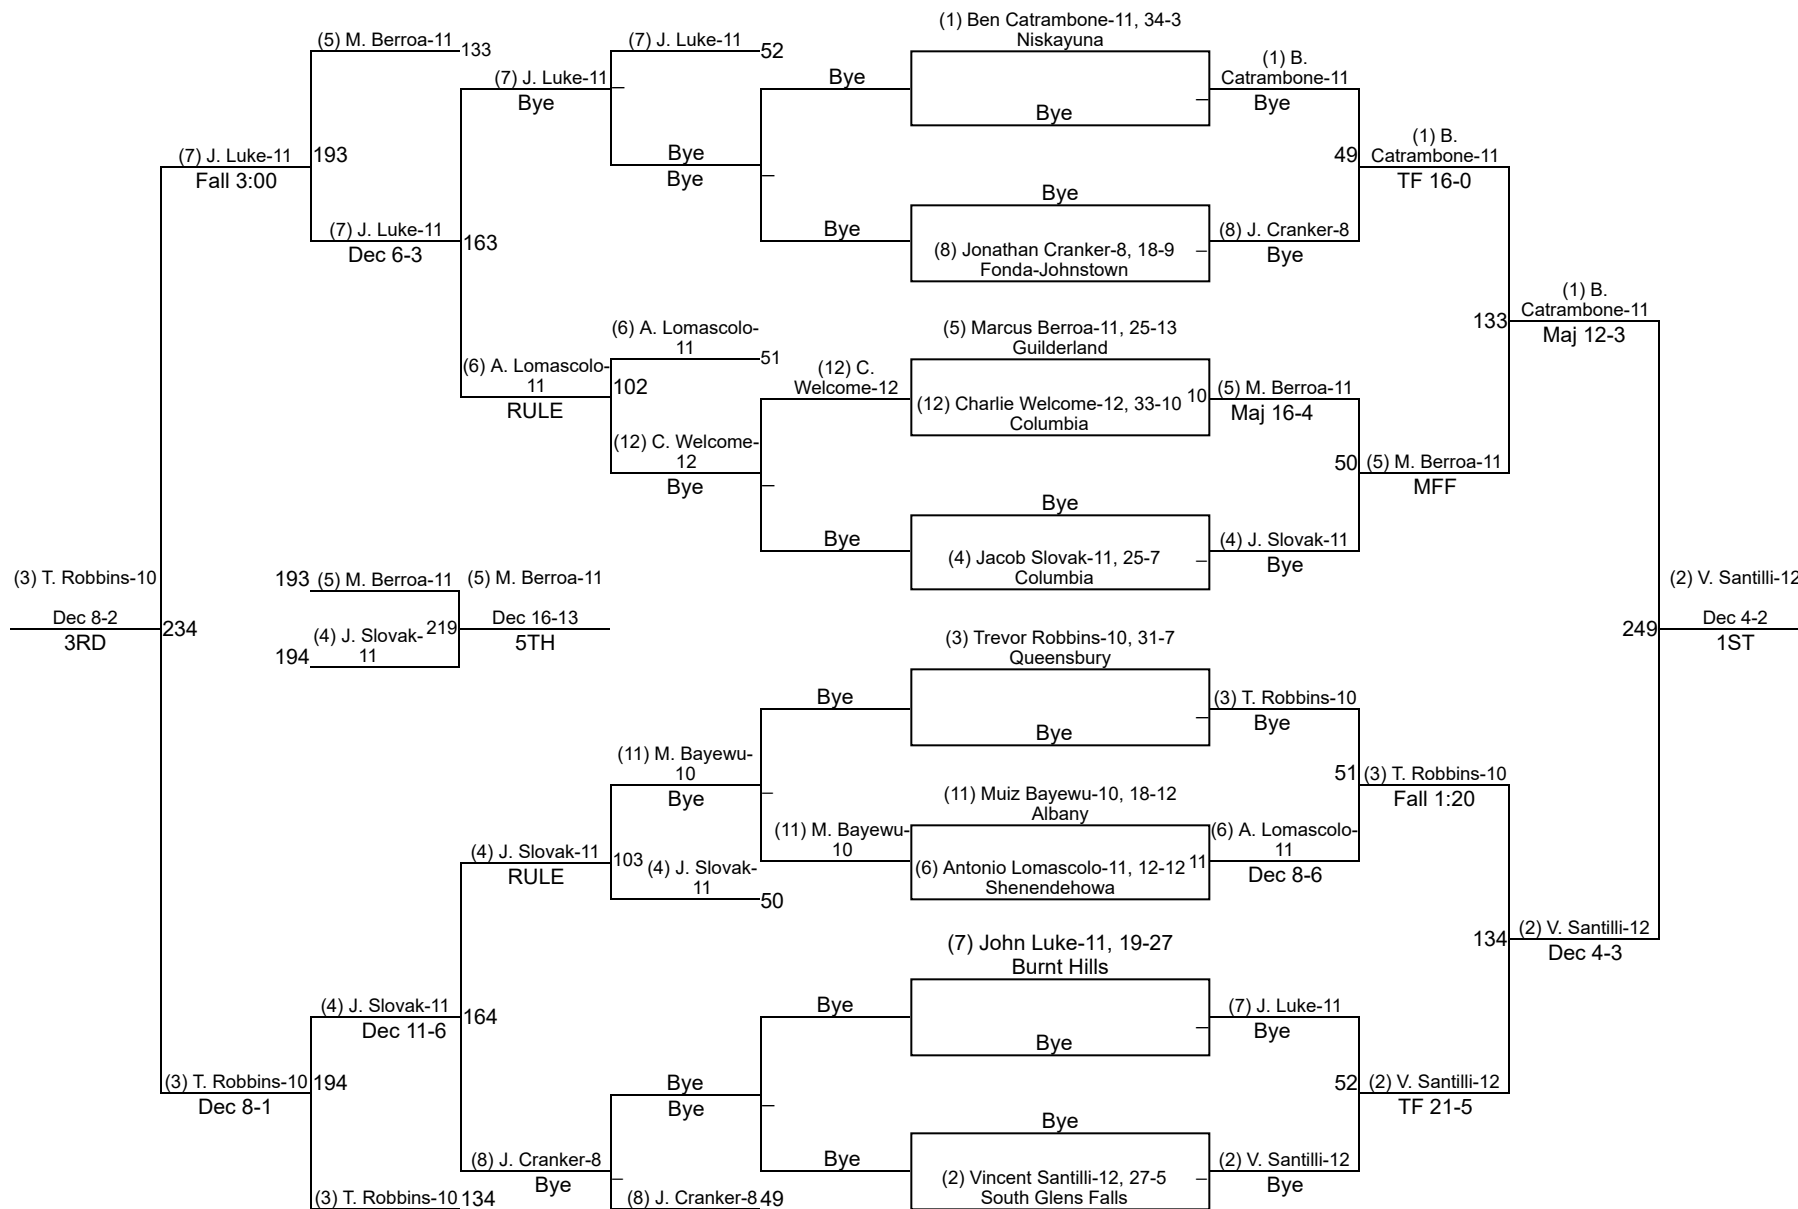 (1) Ben Catrambone-11, 34-3
Niskayuna
Bye
Bye
(8) Jonathan Cranker-8, 18-9
Fonda-Johnstown
(5) Marcus Berroa-11, 25-13
Guilderland
(12) Charlie Welcome-12, 33-10
Columbia
10
Bye
(4) Jacob Slovak-11, 25-7
Columbia
(3) Trevor Robbins-10, 31-7
Queensbury
Bye
(11) Muiz Bayewu-10, 18-12
Albany
(6) Antonio Lomascolo-11, 12-12
Shenendehowa
11
(7) John Luke-11, 19-27
Burnt Hills
Bye
Bye
(2) Vincent Santilli-12, 27-5
South Glens Falls
(1) B.
Catrambone-11
Bye
49
(8) J. Cranker-8
Bye
(5) M. Berroa-11
Maj 16-4
50
(4) J. Slovak-11
Bye
(3) T. Robbins-10
Bye
51
(6) A. Lomascolo-
11
Dec 8-6
(7) J. Luke-11
Bye
52
(2) V. Santilli-12
Bye
(1) B.
Catrambone-11
TF 16-0
133
(5) M. Berroa-11
MFF
(3) T. Robbins-10
Fall 1:20
134
(2) V. Santilli-12
TF 21-5
(1) B.
Catrambone-11
Maj 12-3
249
(2) V. Santilli-12
Dec 4-3
(2) V. Santilli-12
Dec 4-2
1ST
Bye
Bye
(12) C.
Welcome-12
Bye
Bye
(11) M. Bayewu-
10
Bye
Bye
(7) J. Luke-11
52
Bye
Bye
(6) A. Lomascolo-
11
51
102
(12) C. Welcome-
12
Bye
(11) M. Bayewu-
10
Bye
103
(4) J. Slovak-
11
50
Bye
Bye
(8) J. Cranker-8
49
(7) J. Luke-11
Bye
163
(6) A. Lomascolo-
11
RULE
(4) J. Slovak-11
RULE
164
(8) J. Cranker-8
Bye
(5) M. Berroa-11
133
193
(7) J. Luke-11
Dec 6-3
(4) J. Slovak-11
Dec 11-6
194
(3) T. Robbins-10
134
(7) J. Luke-11
Fall 3:00
234
(3) T. Robbins-10
Dec 8-1
(3) T. Robbins-10
Dec 8-2
3RD
193
(5) M. Berroa-11
194
(4) J. Slovak-
11
219
(5) M. Berroa-11
Dec 16-13
5TH